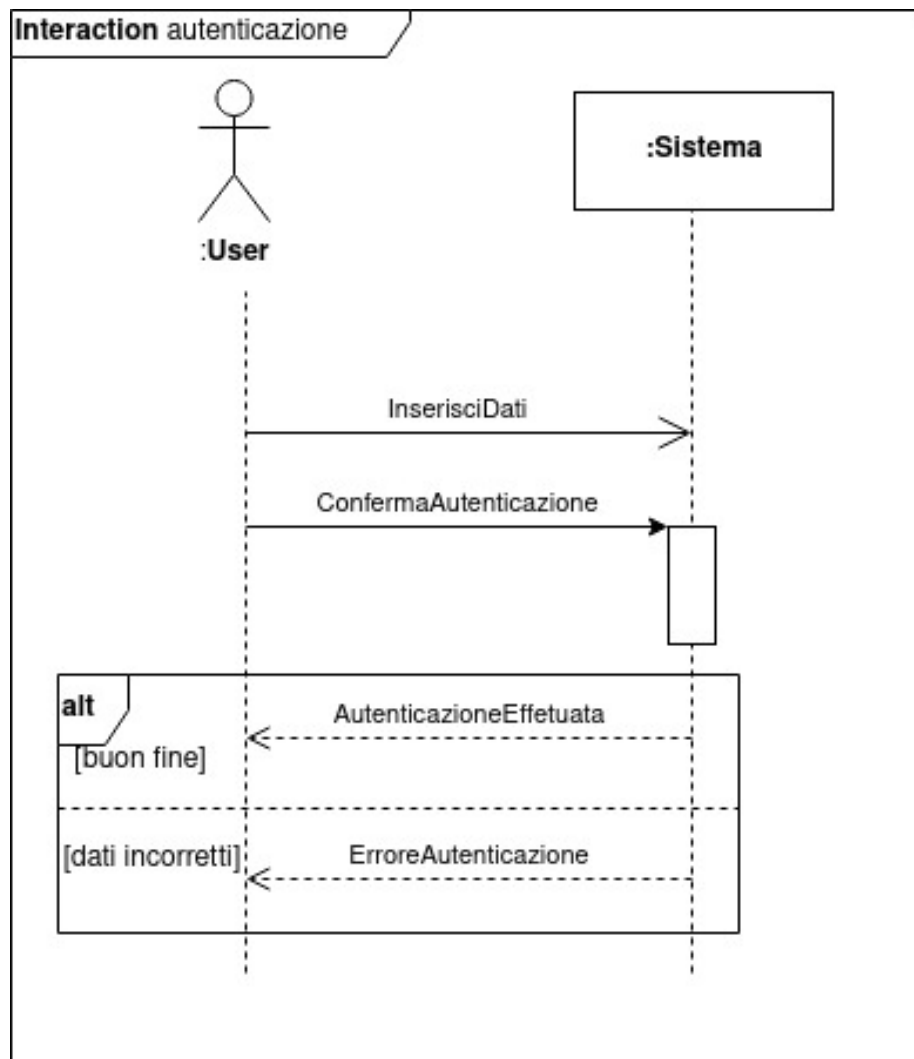 Interaction autenticazione
:User
:Sistema
InserisciDati
ConfermaAutenticazione
alt
AutenticazioneEffetuata
[buon fine]
[dati incorretti]
ErroreAutenticazione